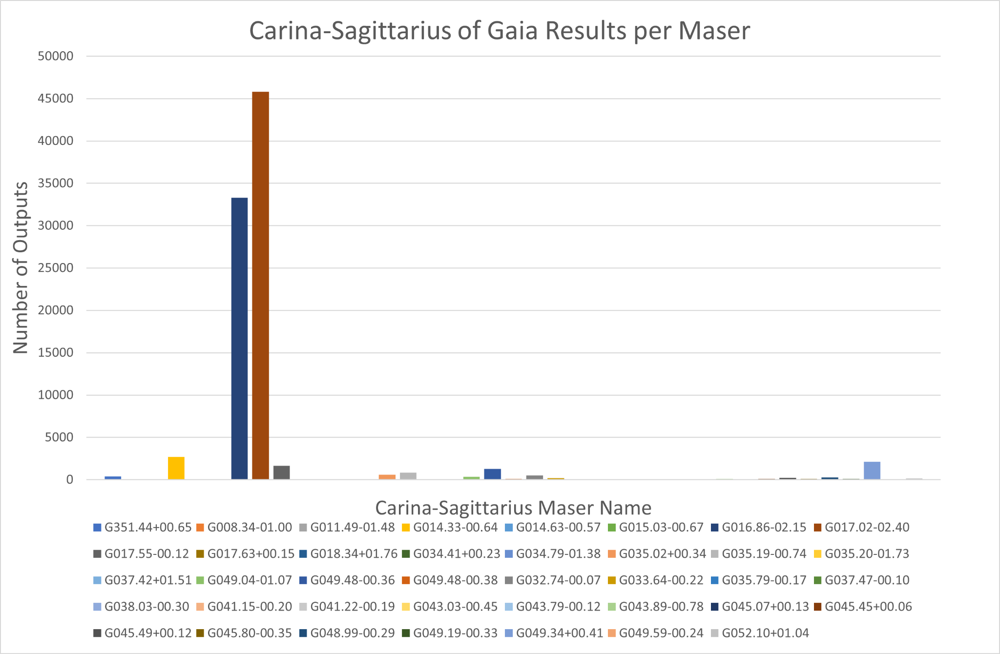 Carina-Sagittarius of Gaia Results per Maser
50000
45000
40000
35000
30000
25000
20000
15000
10000
5000
0
Number of Outputs
Carina-Sagittarius Maser Name
G351.44+00.65 G008.34-01.00 G011.49-01.48 G014.33-00.64 G014.63-00.57 G015.03-00.67 G016.86-02.15 G017.02-02.40
G017.55-00.12 G017.63+00.15 G018.34+01.76 G034.41+00.23 G034.79-01.38 G035.02+00.34 G035.19-00.74 G035.20-01.73
G037.42+01.51 G049.04-01.07 G049.48-00.36 G049.48-00.38 G032.74-00.07 G033.64-00.22 G035.79-00.17 G037.47-00.10
G038.03-00.30 G041.15-00.20 G041.22-00.19 G043.03-00.45 G043.79-00.12 G043.89-00.78 G045.07+00.13 G045.45+00.06
G045.49+00.12 G045.80-00.35 G048.99-00.29 G049.19-00.33 G049.34+00.41 G049.59-00.24 G052.10+01.04